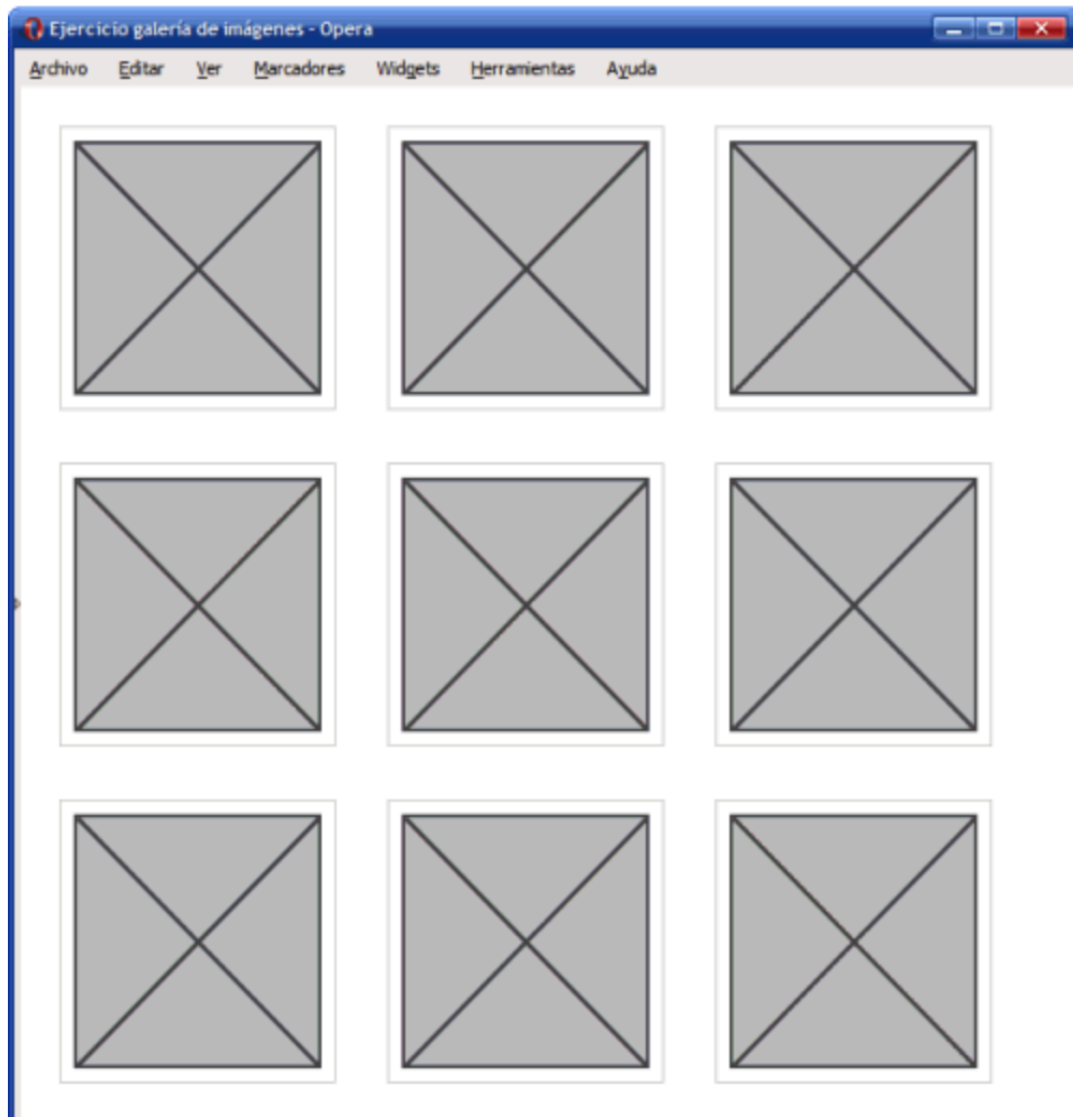 Ejercicio galería de imágenes - Opera
Archivo Editar Ver Marcadores Widgets Herramientas Ayuda